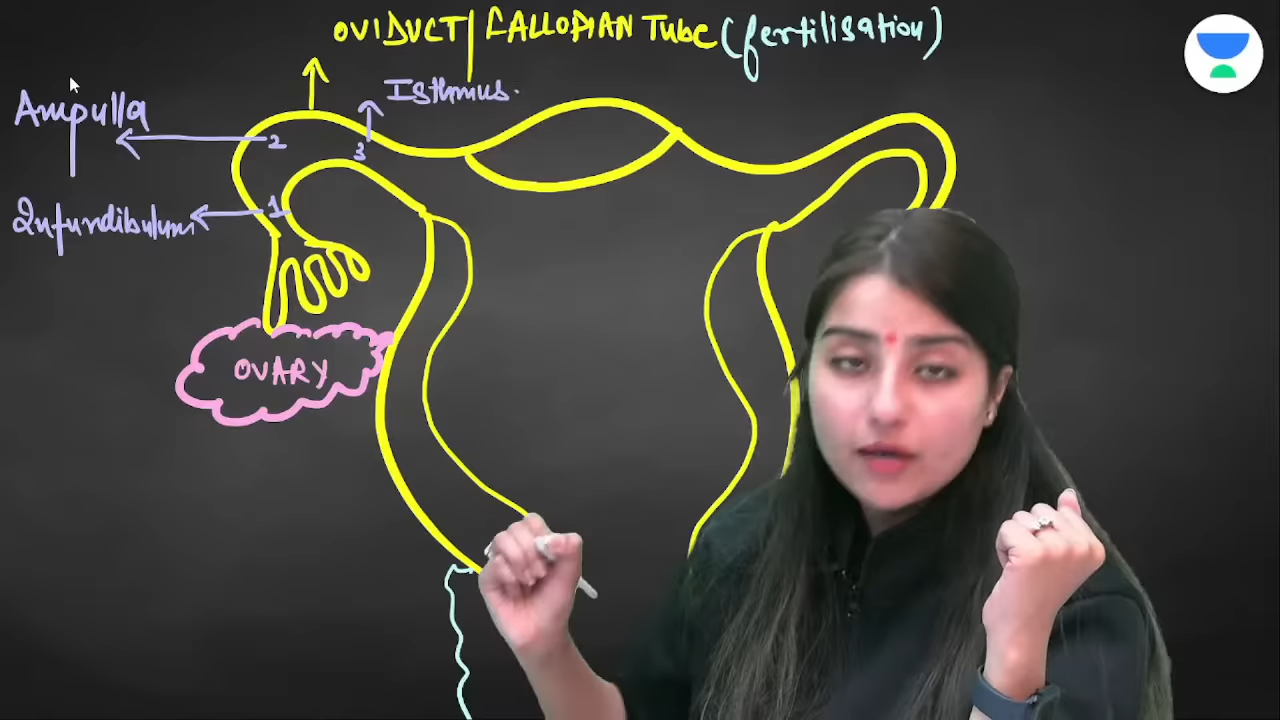 OVIDUCT/ FALLOPIAN Tube (fertilisation)
Isthmus.
Ampulla
2
3
Infundibulum
1
OVARY